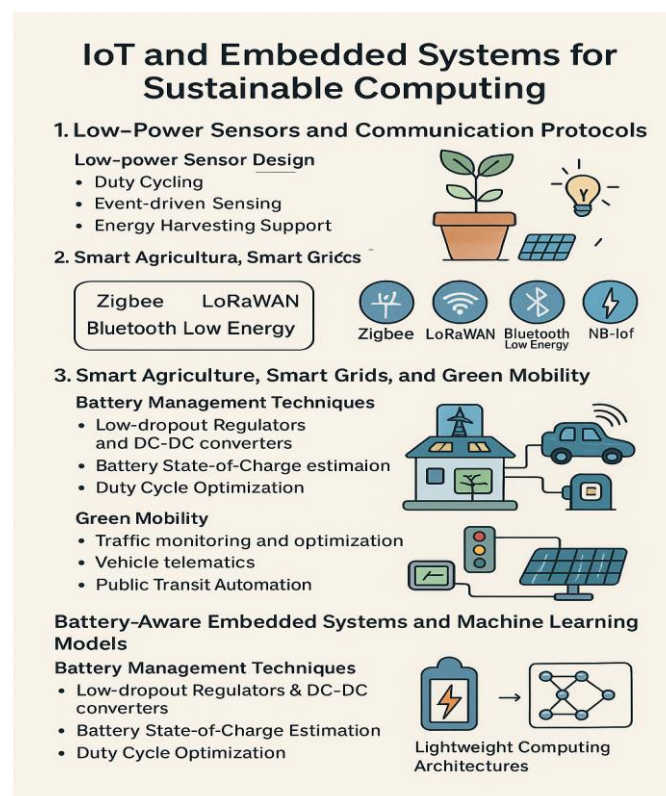 IoT and Embedded Systems for
Sustainable Computing
1. Low-Power Sensors and Communication Protocols
Low-power Sensor Design
• Duty Cycling
• Event-driven Sensing
• Energy Harvesting Support
2. Smart Agricultura, Smart Griccs
Zigbee LoRaWAN
Bluetooth Low Energy
Zigbee LoRaWAN Bluetooth Low Energy NB-Iof
3. Smart Agriculture, Smart Grids, and Green Mobility
Battery Management Techniques
• Low-dropout Regulators
and DC-DC converters
• Battery State-of-Charge estimaion
• Duty Cycle Optimization
Green Mobility
• Traffic monitoring and optimization
• Vehicle telematics
• Public Transit Automation
Battery-Aware Embedded Systems and Machine Learning
Models
Battery Management Techniques
• Low-dropout Regulators & DC-DC
converters
• Battery State-of-Charge Estimation
• Duty Cycle Optimization
Lightweight Computing
Architectures